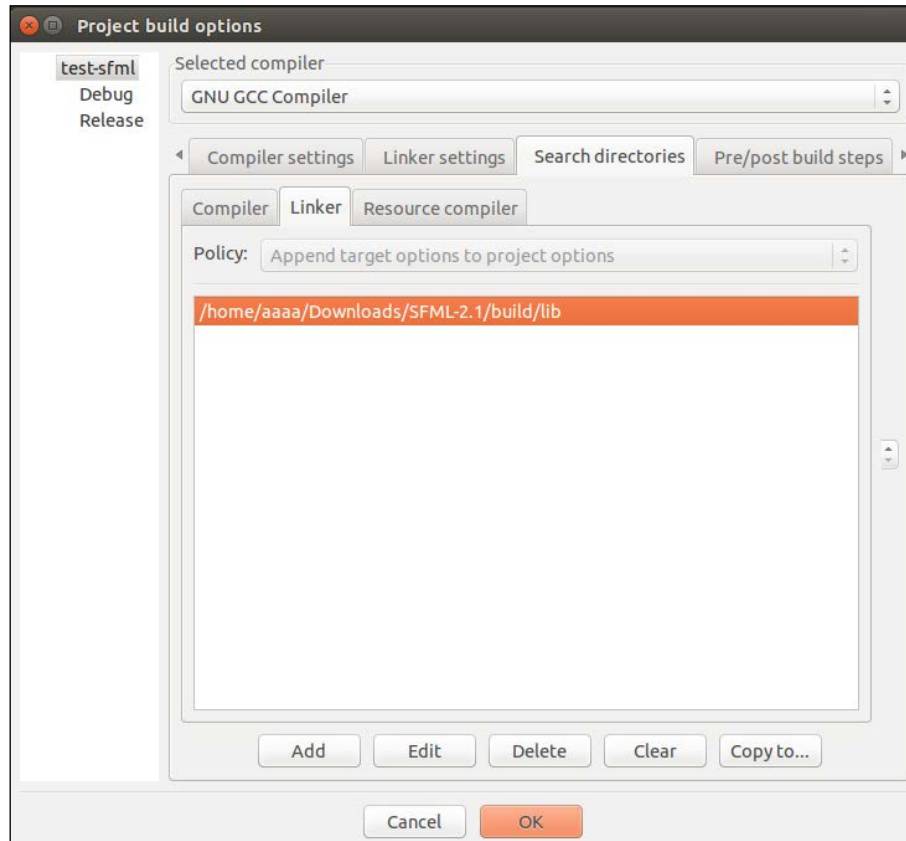 Project build options
test-sfml
Debug
Release
Selected compiler
GNU GCC Compiler
Compiler settings Linker settings Search directories Pre/post build steps
Compiler Linker Resource compiler
Policy: Append target options to project options
/home/aaaa/Downloads/SFML-2.1/build/lib
Add Edit Delete Clear Copy to...
Cancel OK